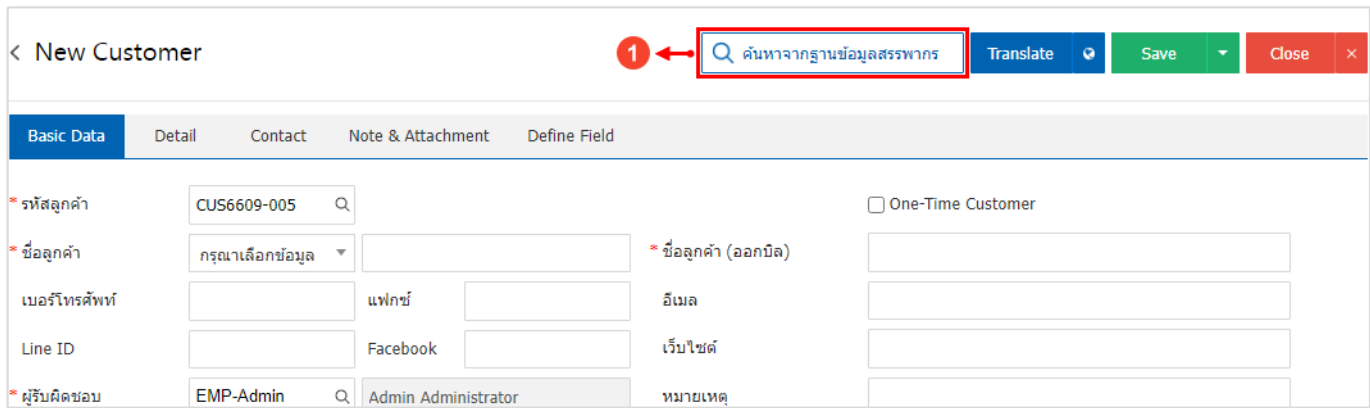 < New Customer 1 ค้นหาจากฐานข้อมูลสรรพากร Translate Save Close ×
Basic Data Detail Contact Note & Attachment Define Field
* รหัสลูกค้า CUS6609-005 One-Time Customer
* ชื่อลูกค้า กรุณาเลือกข้อมูล * ชื่อลูกค้า (ออกบิล)
เบอร์โทรศัพท์ แฟกซ์ อีเมล
Line ID Facebook เว็บไซต์
* ผู้รับผิดชอบ EMP-Admin Admin Administrator หมายเหตุ